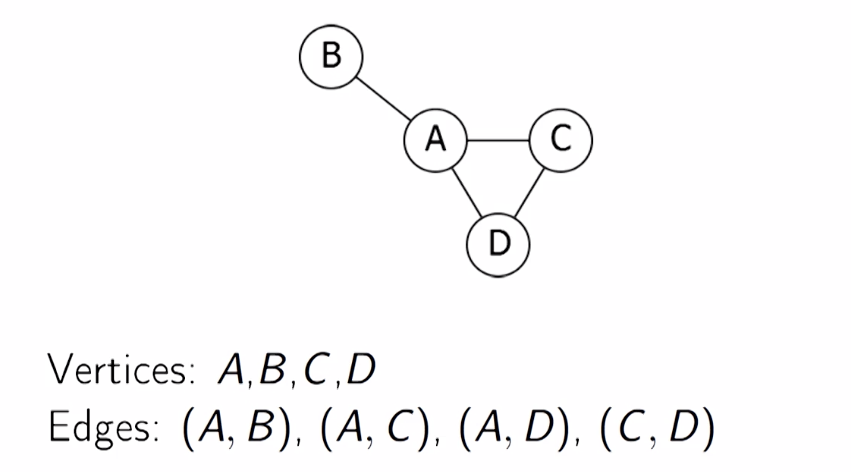 B
A C
D
Vertices: A,B,C,D
Edges: (A, B), (A, C), (A, D), (C, D)